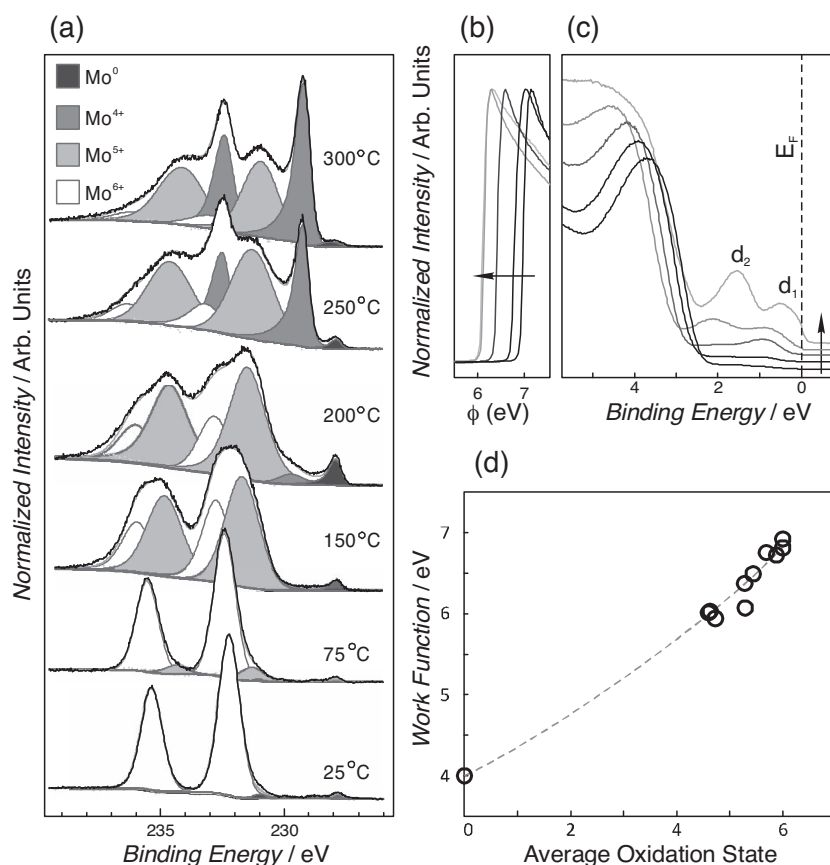 (a)
Mo⁰
Mo⁴⁺
Mo⁵⁺
Mo⁶⁺
300°C
250°C
200°C
150°C
75°C
25°C
Normalized Intensity / Arb. Units
235 230
Binding Energy / eV
(b)
Normalized Intensity / Arb. Units
6 7
ϕ (eV)
(c)
E_F
d₂
d₁
4 2 0
Binding Energy / eV
(d)
7
6
5
4
Work Function / eV
0 2 4 6
Average Oxidation State